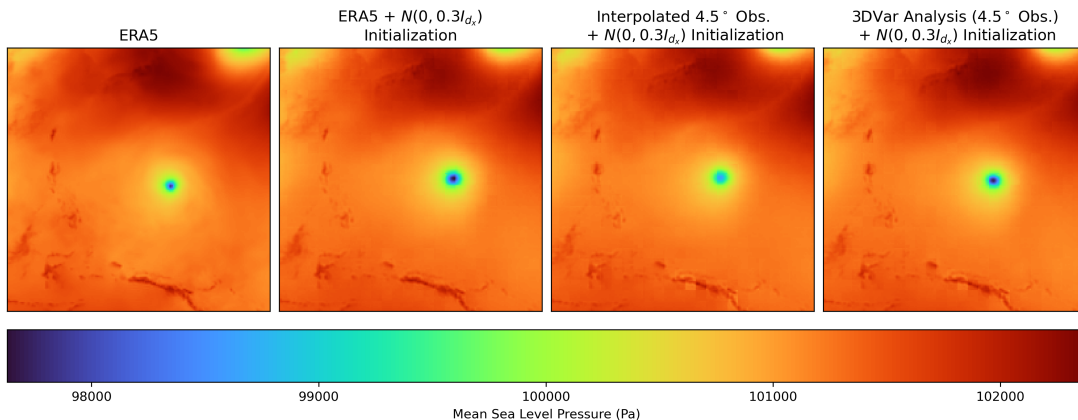 ERA5
ERA5 + N(0, 0.3I_{d_x})
Initialization
Interpolated 4.5° Obs.
+ N(0, 0.3I_{d_x}) Initialization
3DVar Analysis (4.5° Obs.)
+ N(0, 0.3I_{d_x}) Initialization
98000 99000 100000 101000 102000
Mean Sea Level Pressure (Pa)